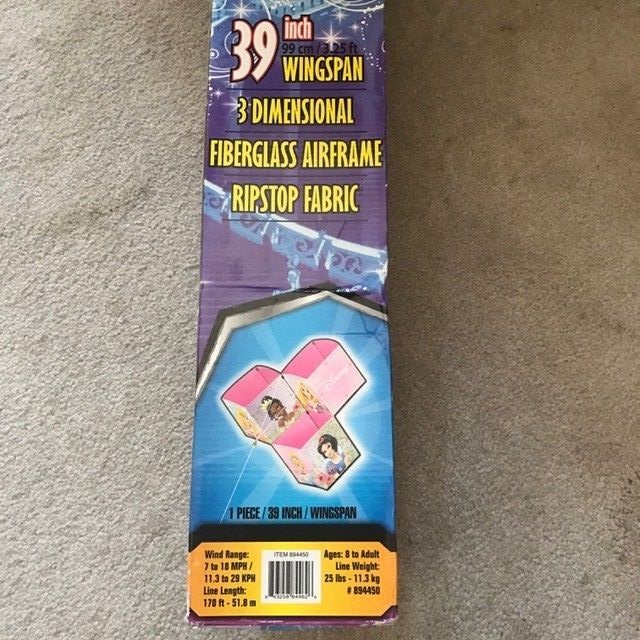 39 inch
99 cm / 3.25 ft
WINGSPAN
3 DIMENSIONAL
FIBERGLASS AIRFRAME
RIPSTOP FABRIC
Disney
1 PIECE / 39 INCH / WINGSPAN
Wind Range:
7 to 18 MPH /
11.3 to 29 KPH
Line Length:
170 ft - 51.8 m
ITEM 894450
Ages: 8 to Adult
Line Weight:
25 lbs - 11.3 kg
# 894450